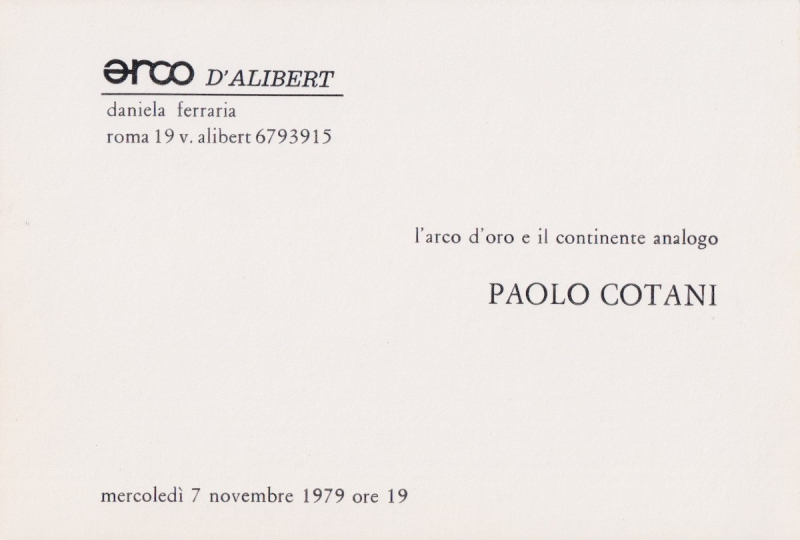 arco D'ALIBERT
daniela ferraria
roma 19 v. alibert 6793915
l'arco d'oro e il continente analogo
PAOLO COTANI
mercoledì 7 novembre 1979 ore 19